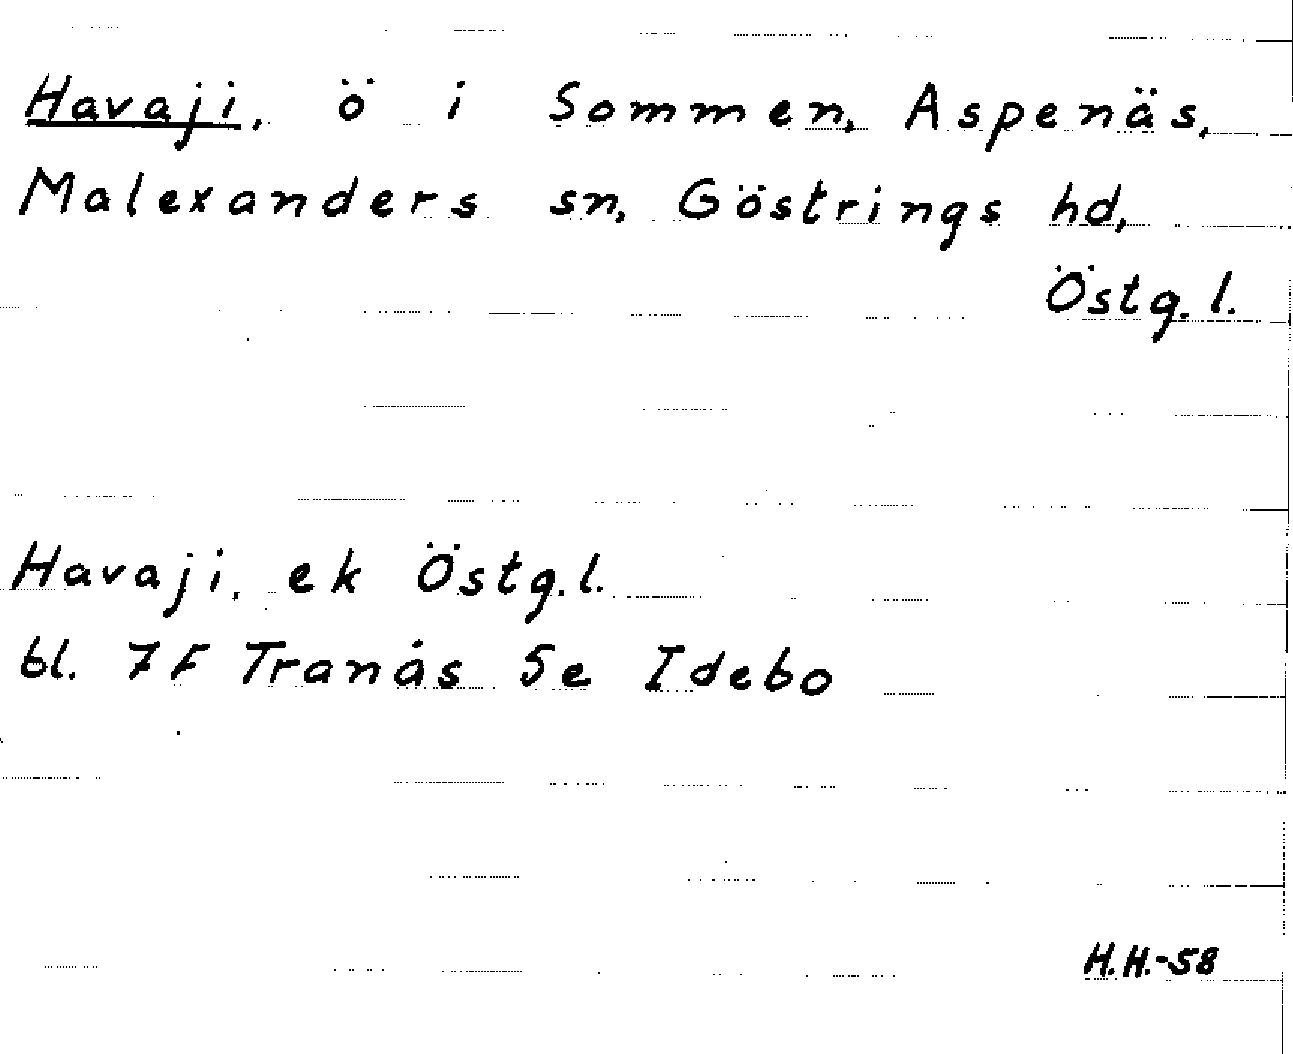 Havaji, ö i Sommen, Aspenäs,
Malexanders sn, Göstrings hd,
Östg. l.
Havaji, ek Östg. l.
bl. 7F Tranås 5e Idebo
H.H.-58